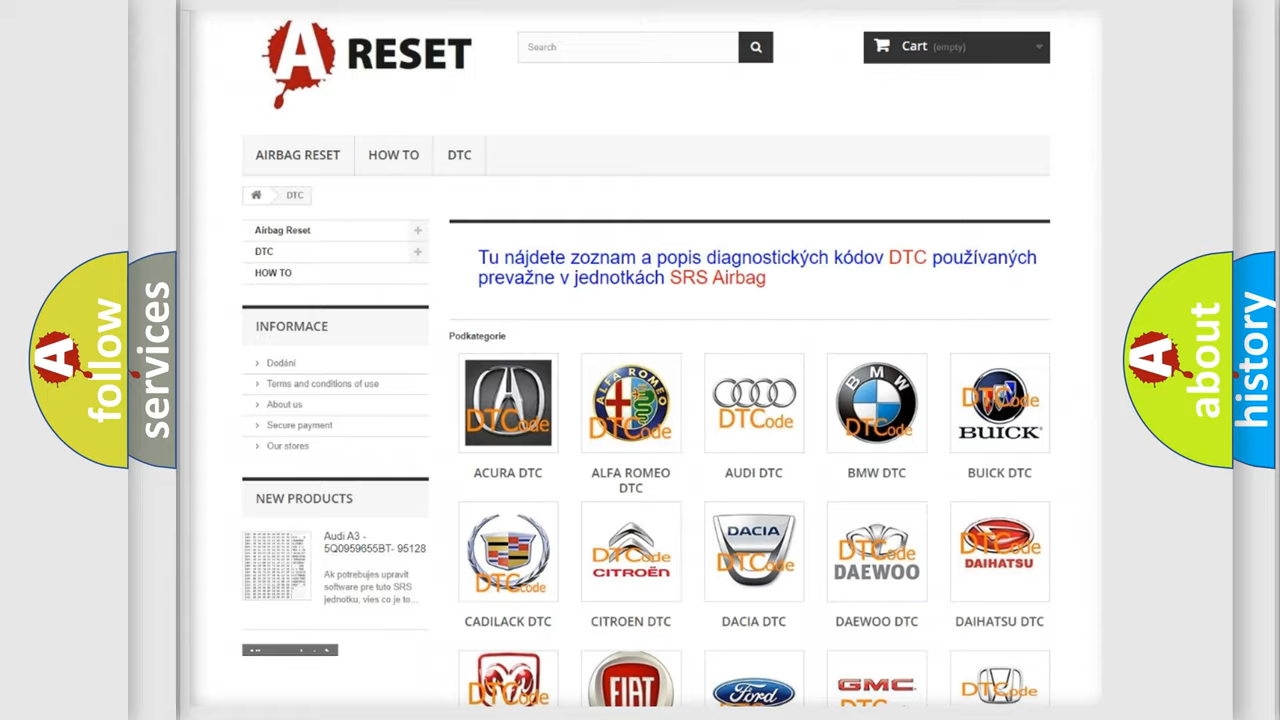 A RESET
Search
Cart (empty)
AIRBAG RESET
HOW TO
DTC
DTC
Airbag Reset
DTC
HOW TO
INFORMACE
Dodání
Terms and conditions of use
About us
Secure payment
Our stores
NEW PRODUCTS
Audi A3 -
5Q0959655BT- 95128
Ak potrebujes upravit
software pre tuto SRS
jednotku, vies co je to...
Tu nájdete zoznam a popis diagnostických kódov DTC používaných
prevažne v jednotkách SRS Airbag
Podkategorie
DTCode
ALFA ROMEO
DTCode
DTCode
BMW
DTCode
DTCode
BUICK
ACURA DTC
ALFA ROMEO
DTC
AUDI DTC
BMW DTC
BUICK DTC
DTCode
DTCode
CITROËN
DACIA
DTCode
DTCode
DAEWOO
DTCode
DAIHATSU
CADILACK DTC
CITROEN DTC
DACIA DTC
DAEWOO DTC
DAIHATSU DTC
DTCode
FIAT
Ford
GMC
DTCode
A follow
services
A about
history